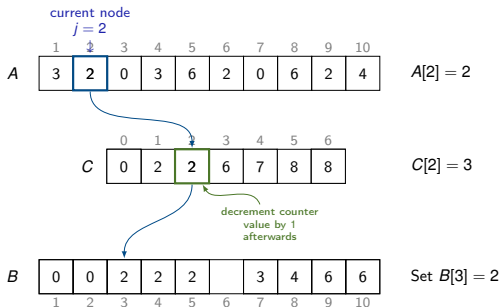 current node
j = 2
1 2 3 4 5 6 7 8 9 10
A 3 2 0 3 6 2 0 6 2 4 A[2] = 2
0 1 2 3 4 5 6
C 0 2 2 6 7 8 8 C[2] = 3
decrement counter
value by 1
afterwards
B 0 0 2 2 2 3 4 6 6 Set B[3] = 2
1 2 3 4 5 6 7 8 9 10